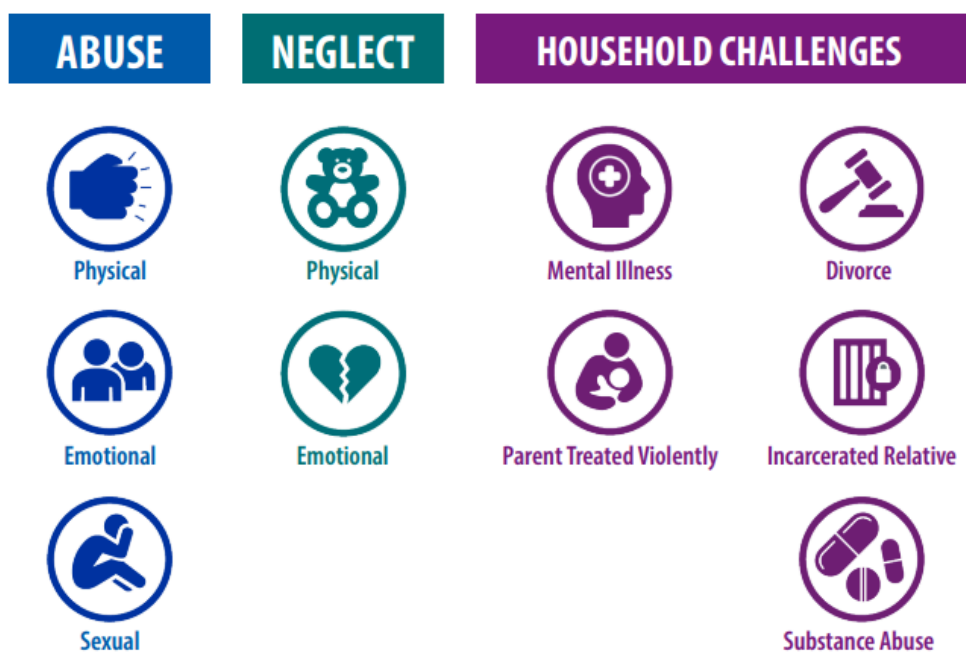 ABUSE
NEGLECT
HOUSEHOLD CHALLENGES
Physical
Physical
Mental Illness
Divorce
Emotional
Emotional
Parent Treated Violently
Incarcerated Relative
Sexual
Substance Abuse